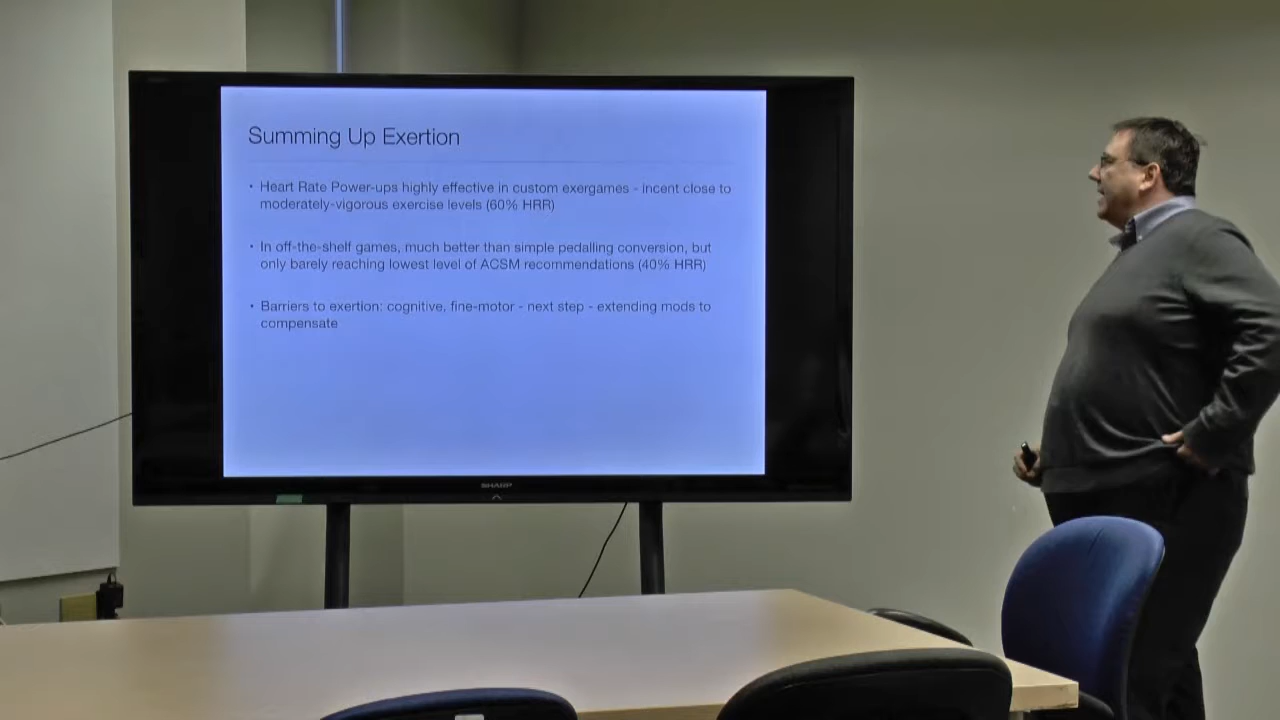 Summing Up Exertion
• Heart Rate Power-ups highly effective in custom exergames - incent close to
moderately-vigorous exercise levels (60% HRR)
• In off-the-shelf games, much better than simple pedalling conversion, but
only barely reaching lowest level of ACSM recommendations (40% HRR)
• Barriers to exertion: cognitive, fine-motor - next step - extending mods to
compensate
SHARP